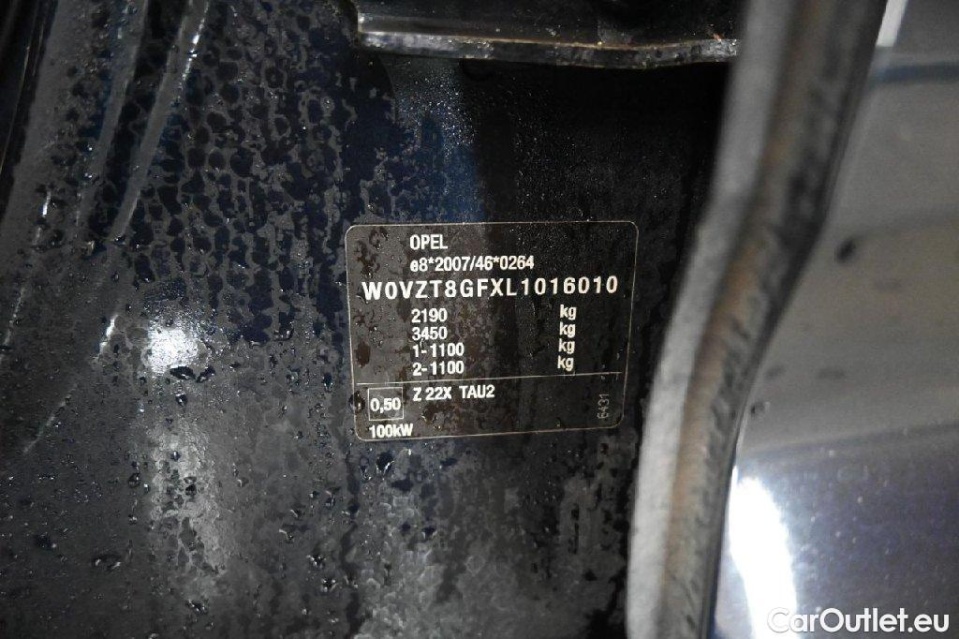 OPEL
e8*2007/46*0264
W0VZT8GFXL1016010
2190 kg
3450 kg
1-1100 kg
2-1100 kg
0,50 Z 22X TAU2
100kW
6431
CarOutlet.eu